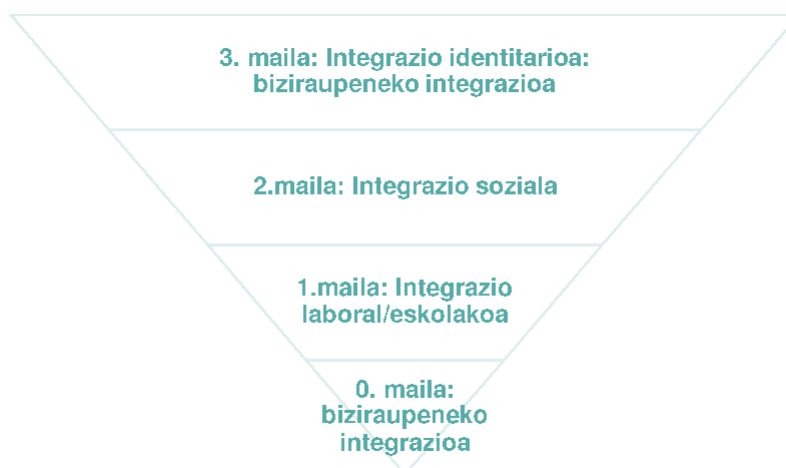 3. maila: Integrazio identitarioa:
biziraupeneko integrazioa
2.maila: Integrazio soziala
1.maila: Integrazio
laboral/eskolakoa
0. maila:
biziraupeneko
integrazioa